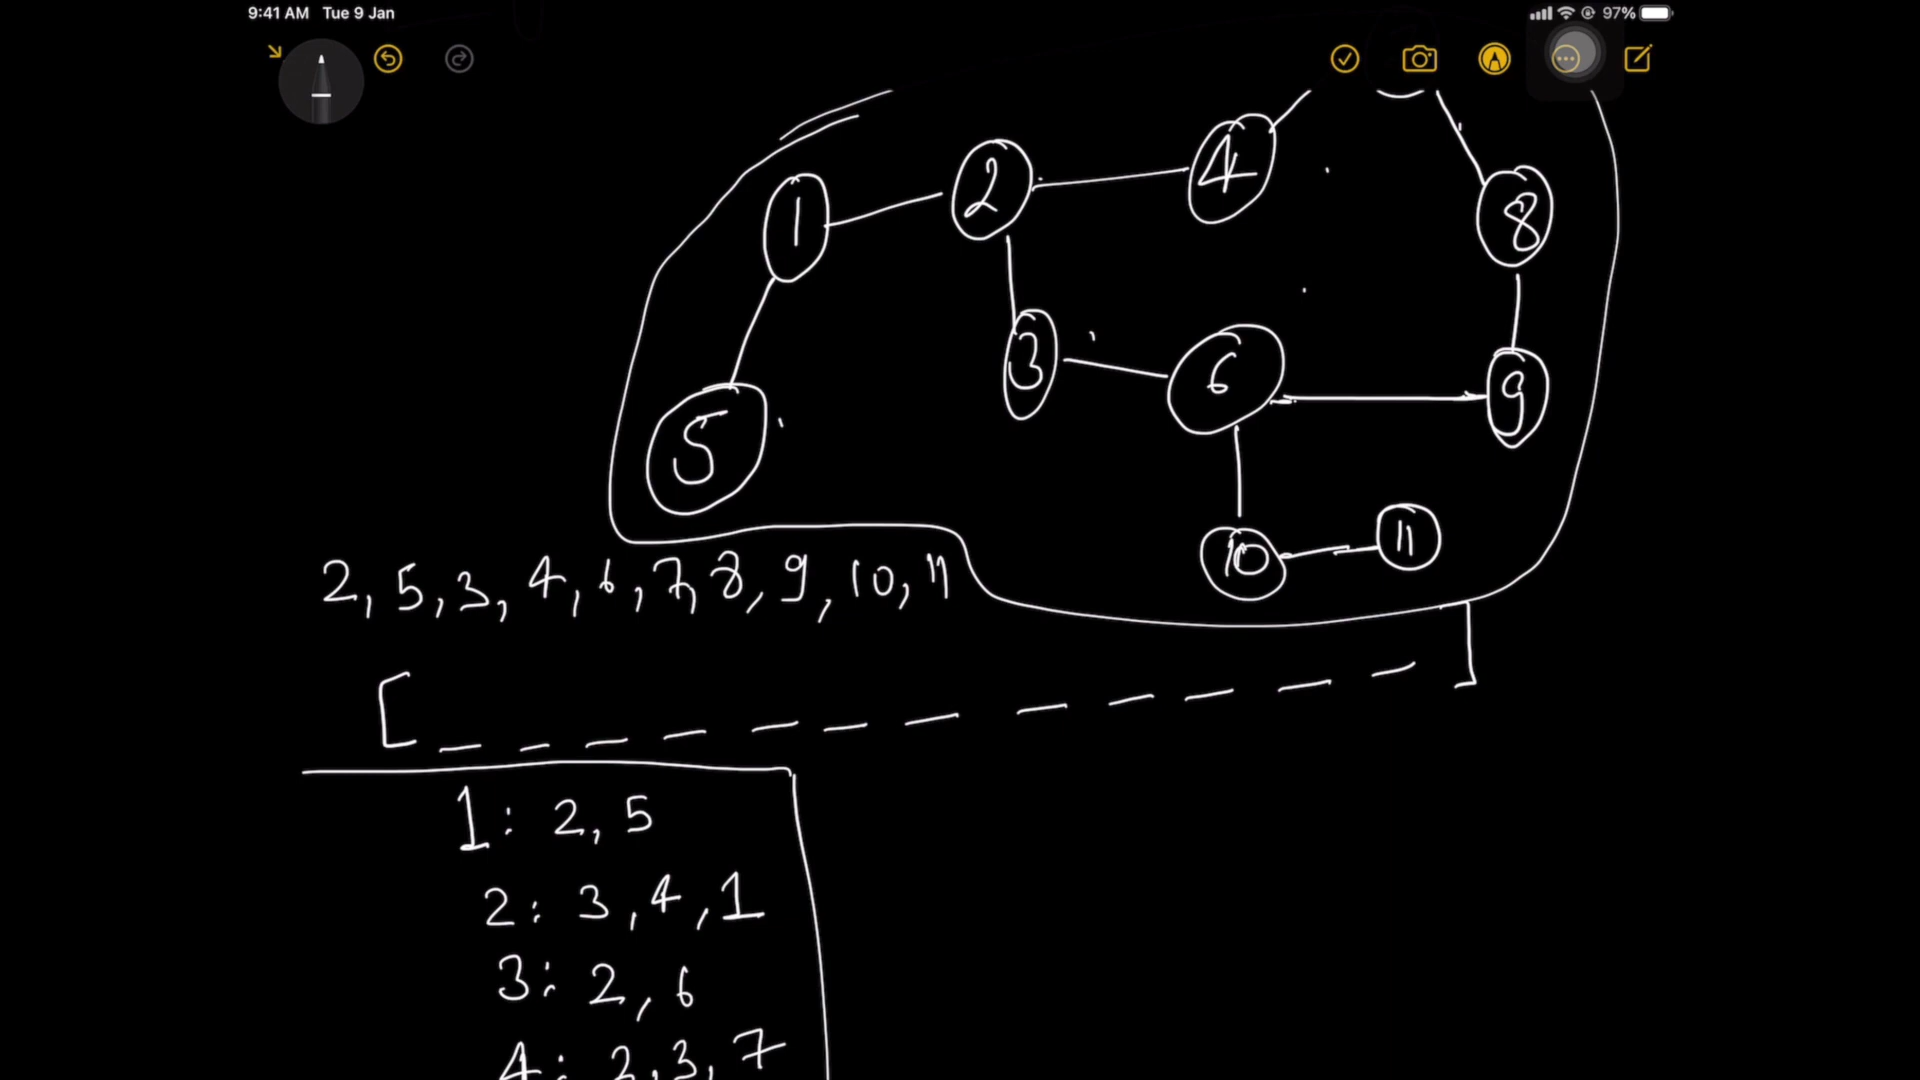 9:41 AM Tue 9 Jan
97%
1
2
4
8
3
6
9
5
10
11
2, 5, 3, 4, 6, 7, 8, 9, 10, 11
[ _ _ _ _ _ _ _ _ _ _ _ _ ]
1: 2, 5
2: 3, 4, 1
3: 2, 6
4: 2, 3, 7